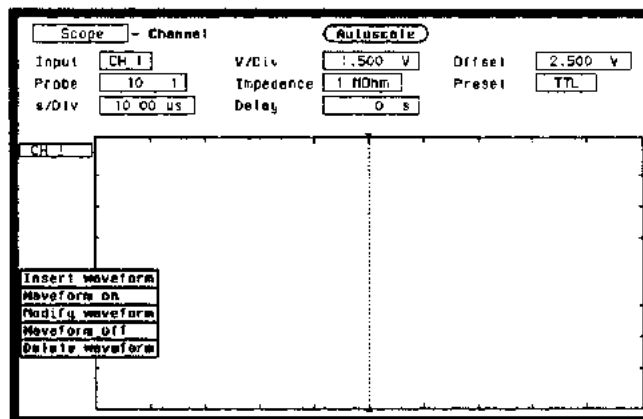 Scope - Channel Autoscale
Input CH 1 V/Div 1.500 V Offset 2.500 V
Probe 10 1 Impedance 1 MOhm Preset TTL
s/Div 10 00 us Delay 0 s
CH 1
Insert waveform
Waveform on
Modify waveform
Waveform off
Delete waveform